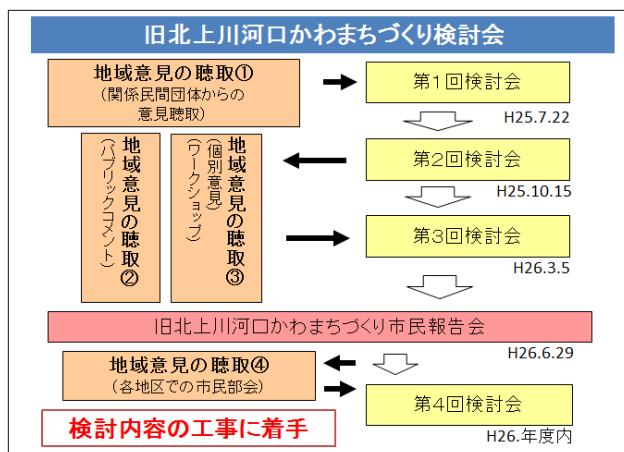 旧北上川河口かわまちづくり検討会
地域意見の聴取①
(関係民間団体からの
意見聴取)
第1回検討会
H25.7.22
地域意見の聴取②
(パブリックコメント)
地域意見の聴取③
(個別意見)
(ワークショップ)
第2回検討会
H25.10.15
第3回検討会
H26.3.5
旧北上川河口かわまちづくり市民報告会
H26.6.29
地域意見の聴取④
(各地区での市民部会)
第4回検討会
H26.年度内
検討内容の工事に着手